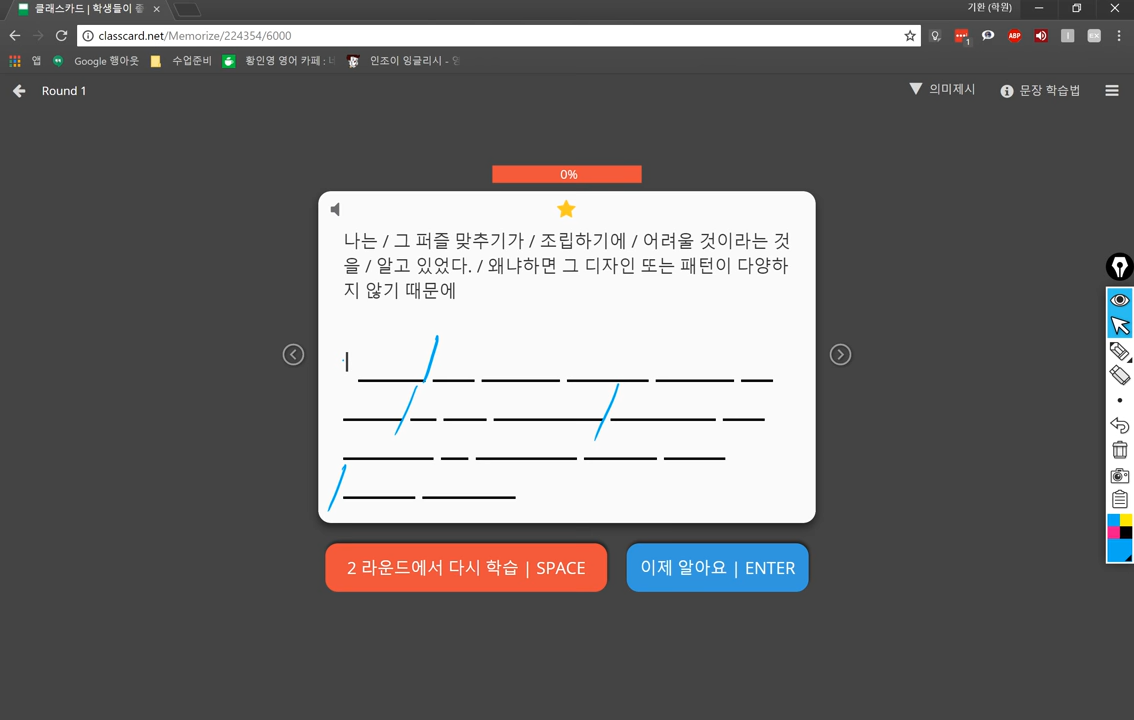 클래스카드 | 학생들이 즐
기환 (학원)
classcard.net/Memorize/224354/6000
ABP
1
앱
Google 행아웃
수업준비
황인영 영어 카페 : 네
인조이 잉글리시 - 영
Round 1
의미제시
문장 학습법
0%
나는 / 그 퍼즐 맞추기가 / 조립하기에 / 어려울 것이라는 것
을 / 알고 있었다. / 왜냐하면 그 디자인 또는 패턴이 다양하
지 않기 때문에
I
2 라운드에서 다시 학습 | SPACE
이제 알아요 | ENTER